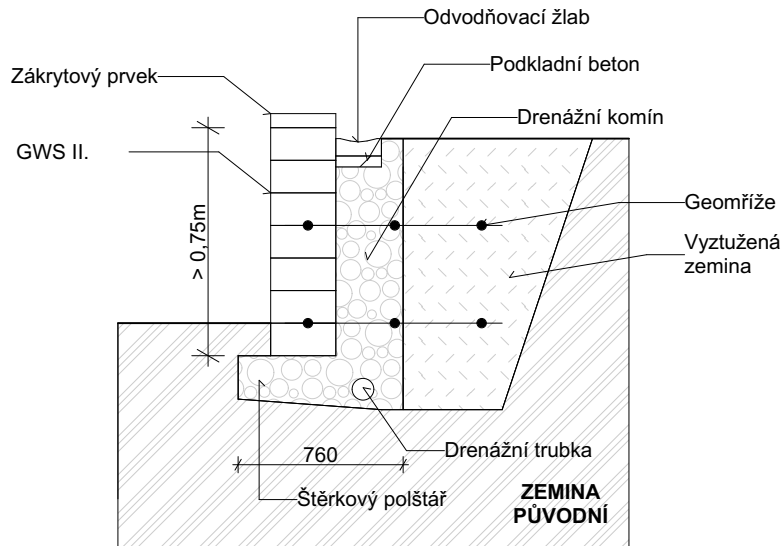 Odvodňovací žlab
Podkladní beton
Zákrytový prvek
Drenážní komín
GWS II.
Geomříže
> 0,75m
Vyztužená
zemina
Drenážní trubka
760
Štěrkový polštář
ZEMINA
PŮVODNÍ